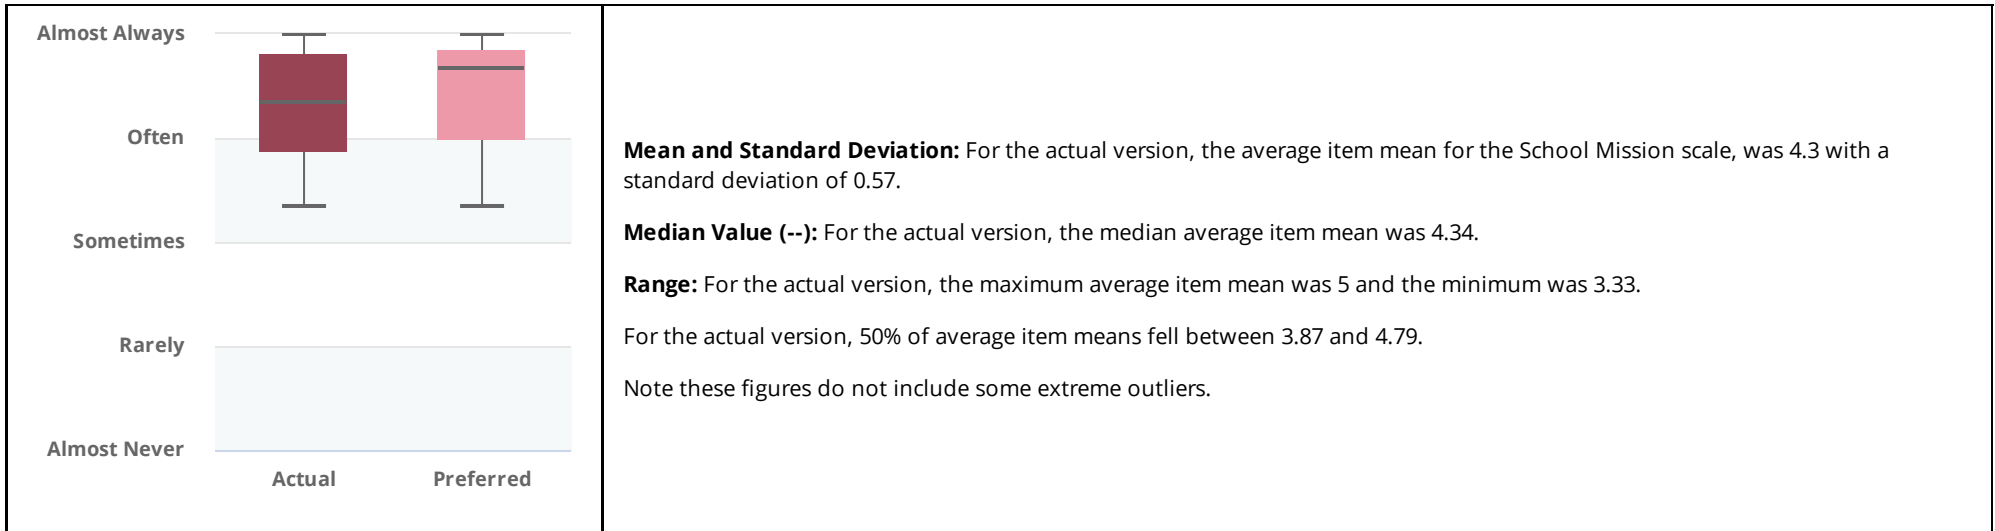 Almost Always
Often
Sometimes
Rarely
Almost Never
Actual
Preferred
Mean and Standard Deviation: For the actual version, the average item mean for the School Mission scale, was 4.3 with a
standard deviation of 0.57.
Median Value (--): For the actual version, the median average item mean was 4.34.
Range: For the actual version, the maximum average item mean was 5 and the minimum was 3.33.
For the actual version, 50% of average item means fell between 3.87 and 4.79.
Note these figures do not include some extreme outliers.